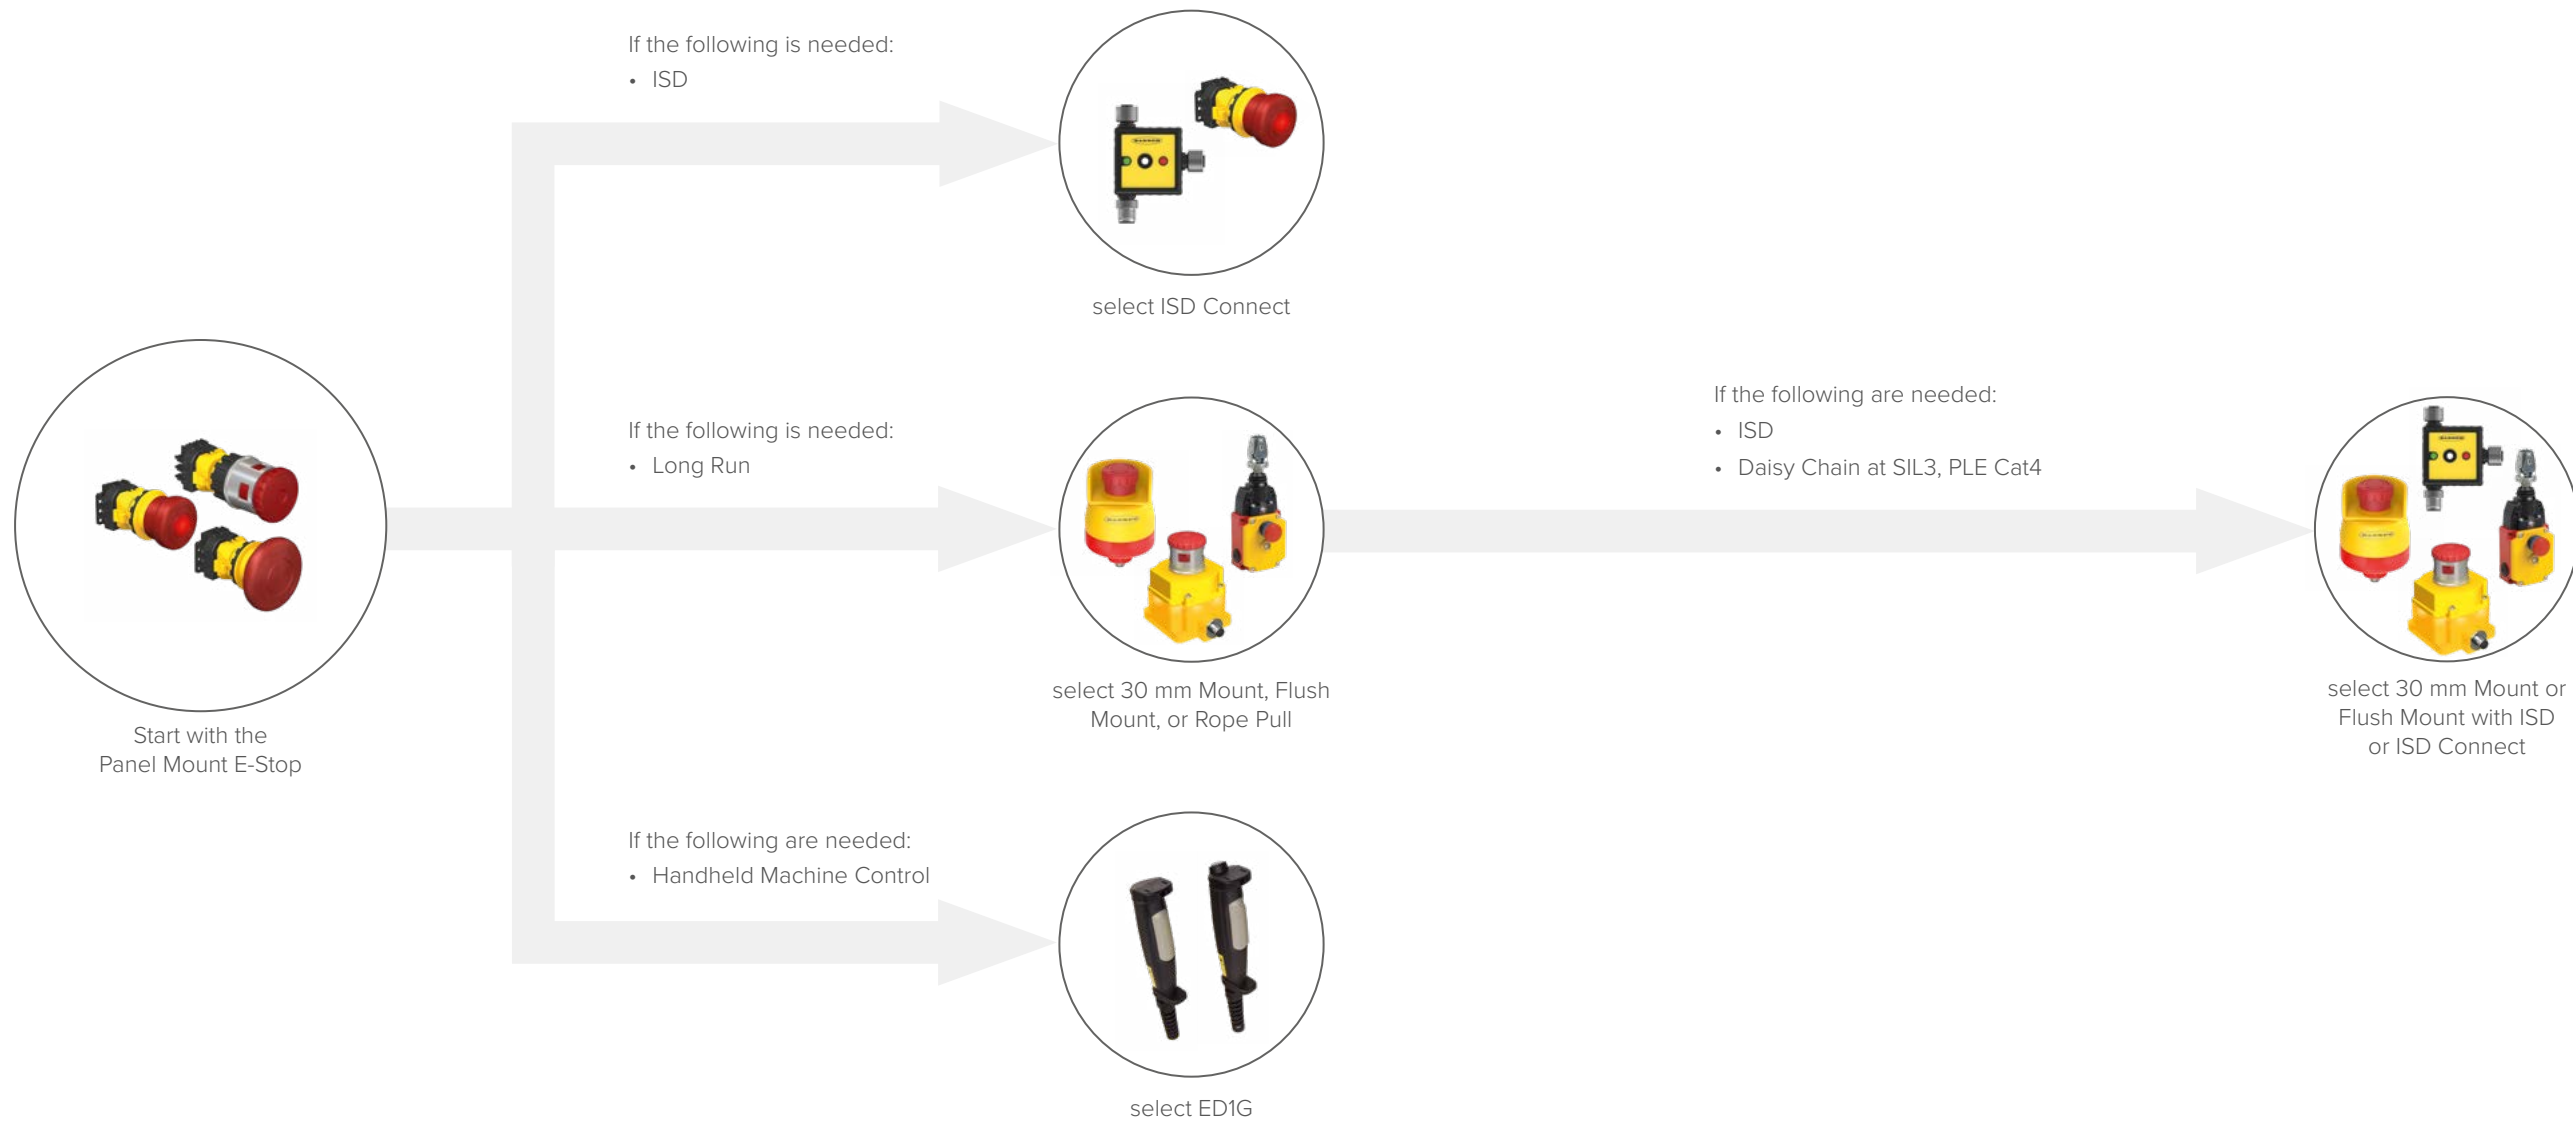 If the following is needed:
• ISD
select ISD Connect
Start with the
Panel Mount E-Stop
If the following is needed:
• Long Run
select 30 mm Mount, Flush
Mount, or Rope Pull
If the following are needed:
• ISD
• Daisy Chain at SIL3, PLE Cat4
select 30 mm Mount or
Flush Mount with ISD
or ISD Connect
If the following are needed:
• Handheld Machine Control
select ED1G